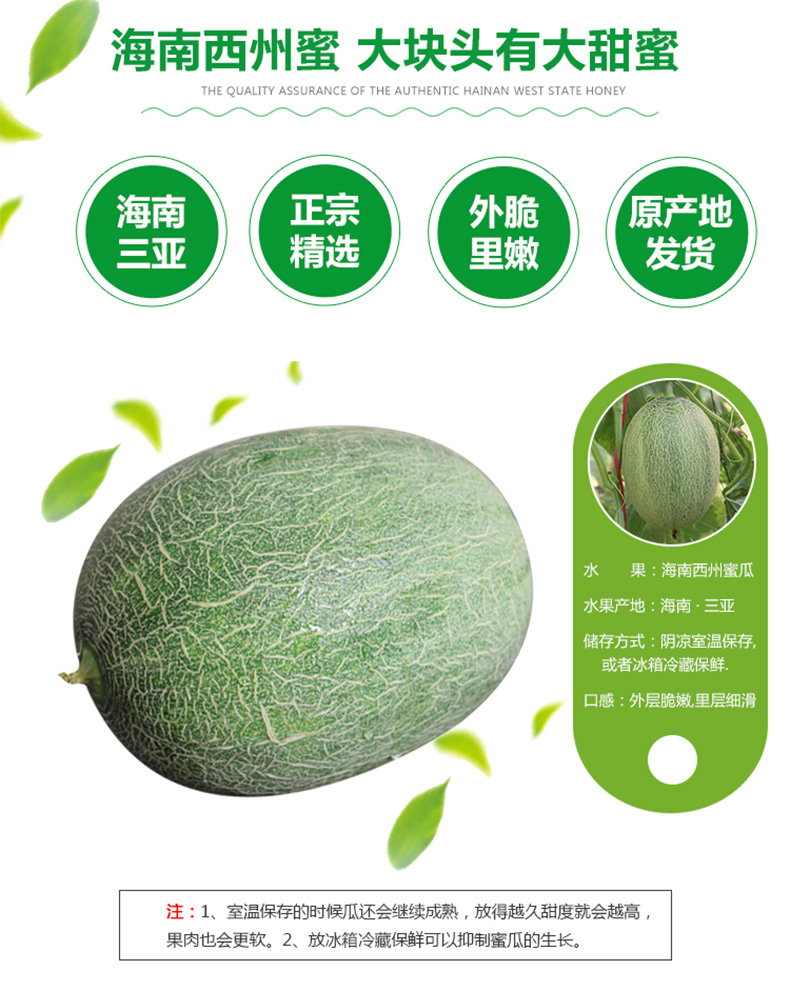 海南西州蜜 大块头有大甜蜜
THE QUALITY ASSURANCE OF THE AUTHENTIC HAINAN WEST STATE HONEY
海南
三亚
正宗
精选
外脆
里嫩
原产地
发货
水 果：海南西州蜜瓜
水果产地：海南·三亚
储存方式：阴凉室温保存,
或者冰箱冷藏保鲜.
口感：外层脆嫩,里层细滑
注：1、室温保存的时候瓜还会继续成熟，放得越久甜度就会越高，
果肉也会更软。2、放冰箱冷藏保鲜可以抑制蜜瓜的生长。